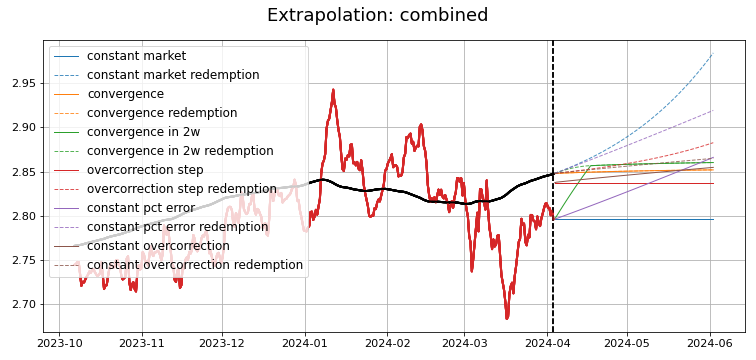 Extrapolation: combined
constant market
constant market redemption
convergence
convergence redemption
convergence in 2w
convergence in 2w redemption
overcorrection step
overcorrection step redemption
constant pct error
constant pct error redemption
constant overcorrection
constant overcorrection redemption
2.95
2.90
2.85
2.80
2.75
2.70
2023-10 2023-11 2023-12 2024-01 2024-02 2024-03 2024-04 2024-05 2024-06